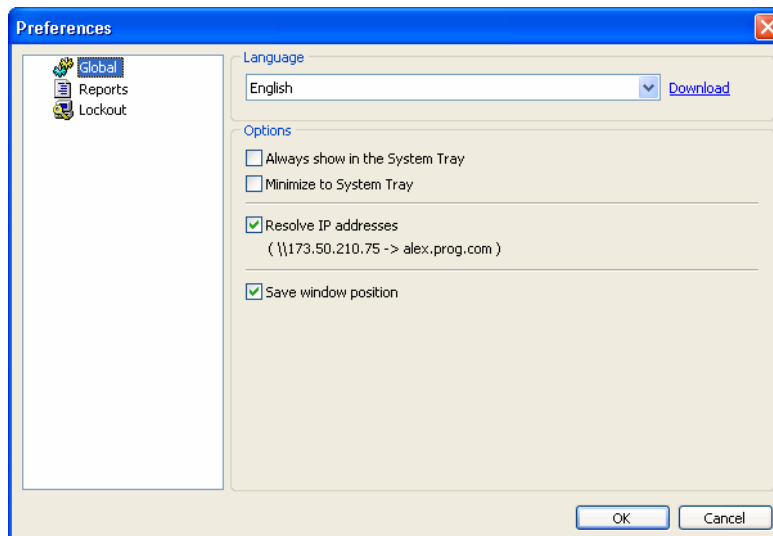 Preferences
Global
Reports
Lockout
Language
English
Download
Options
Always show in the System Tray
Minimize to System Tray
Resolve IP addresses
( \\173.50.210.75 -> alex.prog.com )
Save window position
OK
Cancel